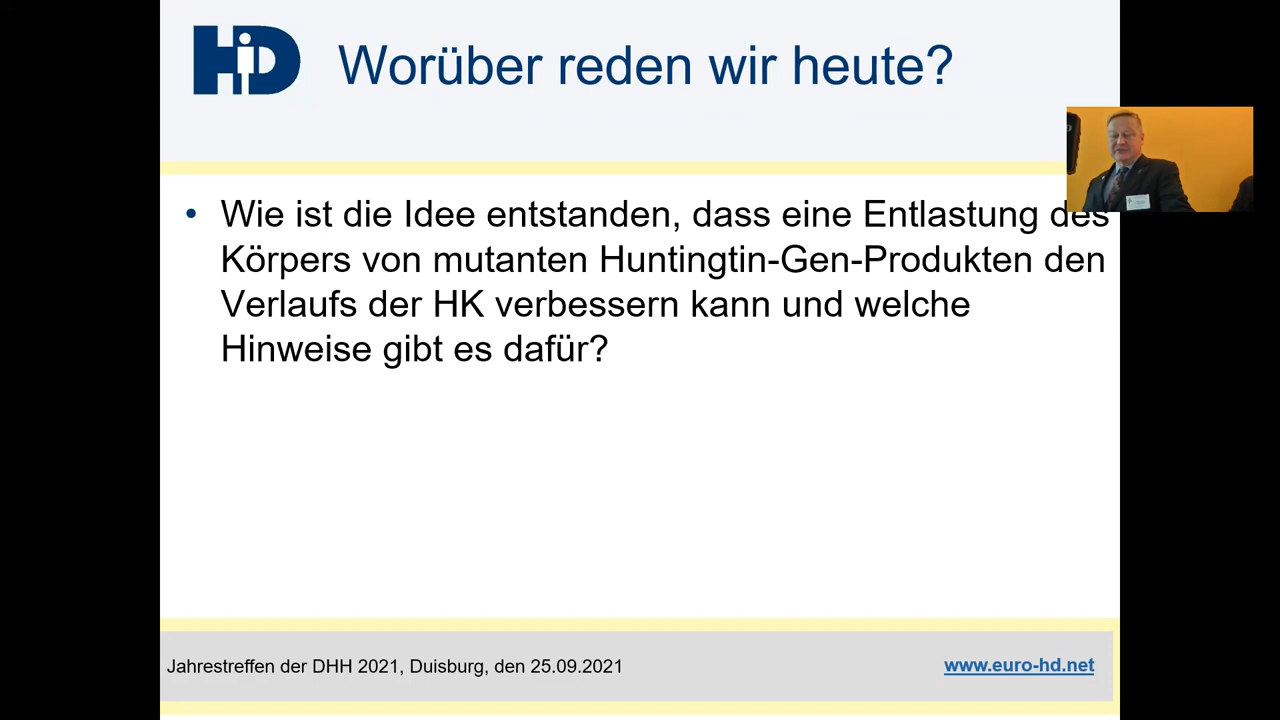 HD
Worüber reden wir heute?
• Wie ist die Idee entstanden, dass eine Entlastung des
Körpers von mutanten Huntingtin-Gen-Produkten den
Verlaufs der HK verbessern kann und welche
Hinweise gibt es dafür?
Jahrestreffen der DHH 2021, Duisburg, den 25.09.2021
www.euro-hd.net